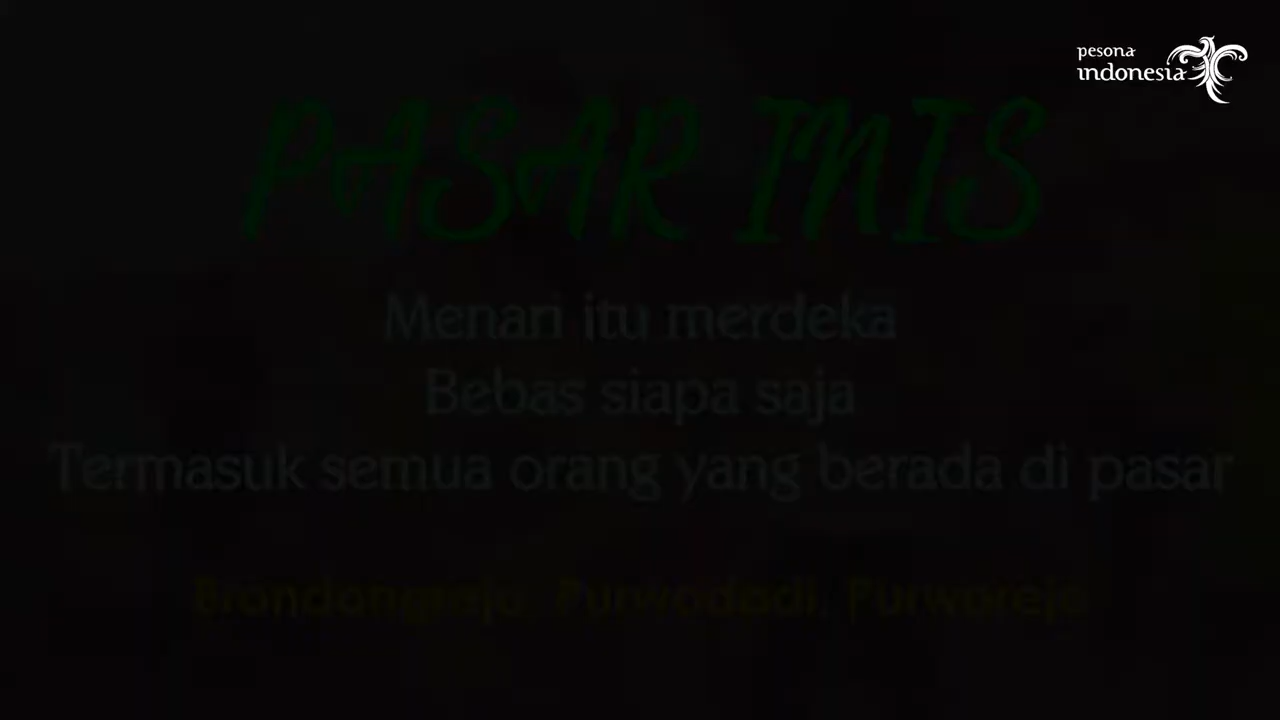 pesona
indonesia
PASAR INIS
Menari itu merdeka
Bebas siapa saja
Termasuk semua orang yang berada di pasar
Brondongrejo, Purwodadi, Purworejo